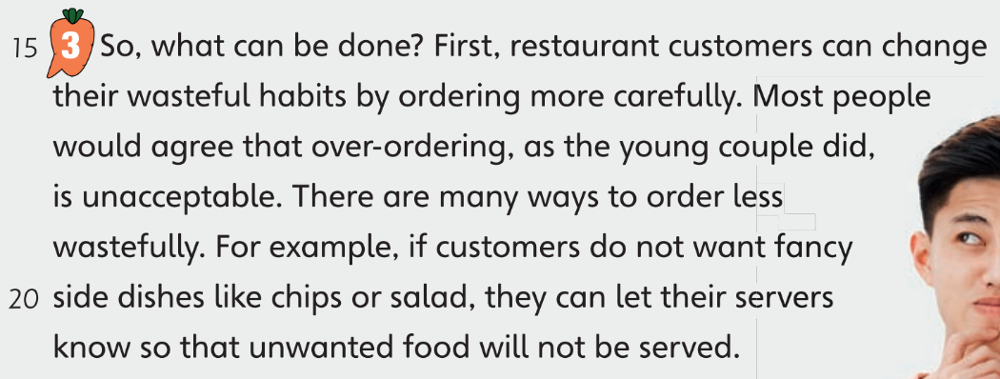 15 3 So, what can be done? First, restaurant customers can change
their wasteful habits by ordering more carefully. Most people
would agree that over-ordering, as the young couple did,
is unacceptable. There are many ways to order less
wastefully. For example, if customers do not want fancy
20 side dishes like chips or salad, they can let their servers
know so that unwanted food will not be served.